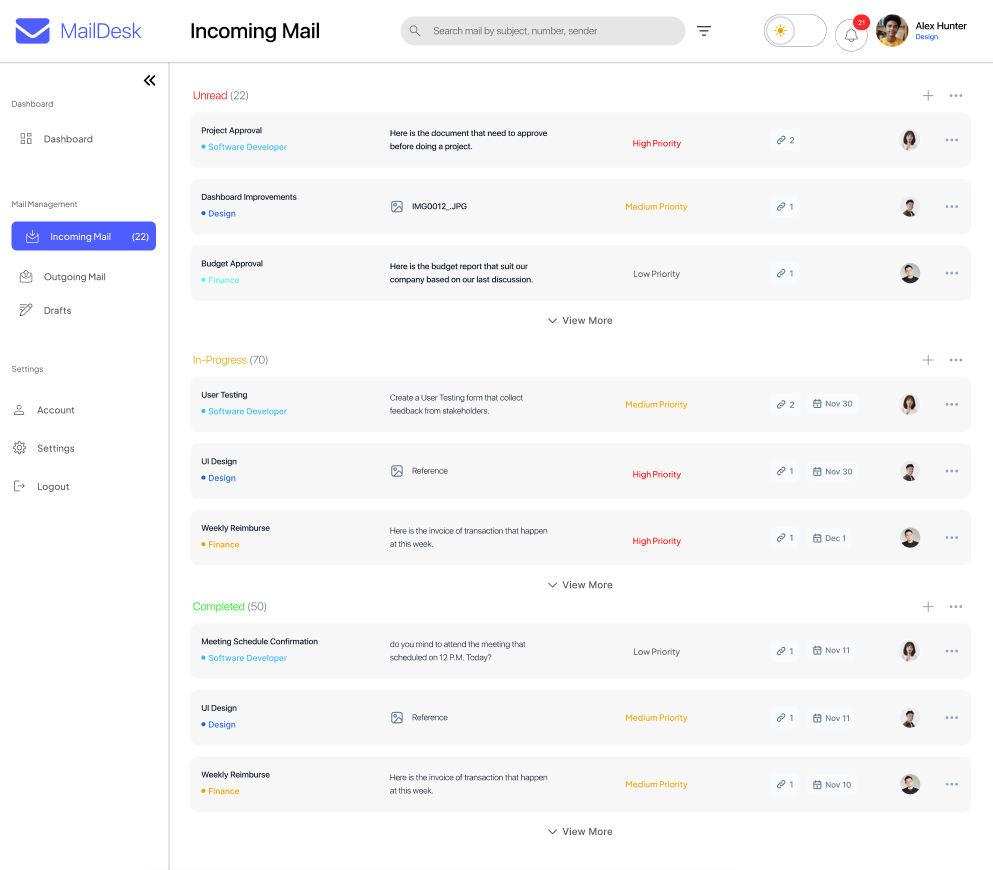 MailDesk
Incoming Mail
Search mail by subject, number, sender
21
Alex Hunter
Design
Dashboard
Dashboard
Mail Management
Incoming Mail (22)
Outgoing Mail
Drafts
Settings
Account
Settings
Logout
Unread (22)
Project Approval
Software Developer
Here is the document that need to approve
before doing a project.
High Priority
2
Dashboard Improvements
Design
IMG0012_.JPG
Medium Priority
1
Budget Approval
Finance
Here is the budget report that suit our
company based on our last discussion.
Low Priority
1
View More
In-Progress (70)
User Testing
Software Developer
Create a User Testing form that collect
feedback from stakeholders.
Medium Priority
2
Nov 30
UI Design
Design
Reference
High Priority
1
Nov 30
Weekly Reimburse
Finance
Here is the invoice of transaction that happen
at this week.
High Priority
1
Dec 1
View More
Completed (50)
Meeting Schedule Confirmation
Software Developer
do you mind to attend the meeting that
scheduled on 12 P.M. Today?
Low Priority
1
Nov 11
UI Design
Design
Reference
Medium Priority
1
Nov 11
Weekly Reimburse
Finance
Here is the invoice of transaction that happen
at this week.
Medium Priority
1
Nov 10
View More